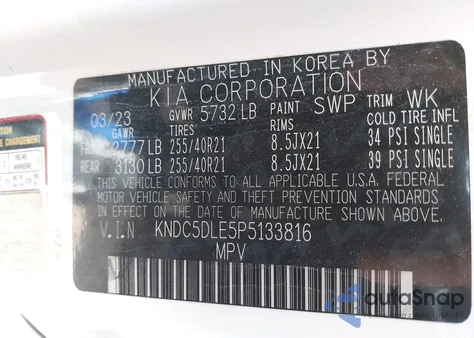 MANUFACTURED IN KOREA BY
KIA CORPORATION
03/23 GVWR 5732 LB PAINT SWP TRIM WK
GAWR TIRES RIMS COLD TIRE INFL
FRT 2777 LB 255/40R21 8.5JX21 34 PSI SINGLE
REAR 3130 LB 255/40R21 8.5JX21 39 PSI SINGLE
THIS VEHICLE CONFORMS TO ALL APPLICABLE U.S.A. FEDERAL
MOTOR VEHICLE SAFETY AND THEFT PREVENTION STANDARDS
IN EFFECT ON THE DATE OF MANUFACTURE SHOWN ABOVE.
V.I.N KNDC5DLE5P5133816
MPV
autoSnap